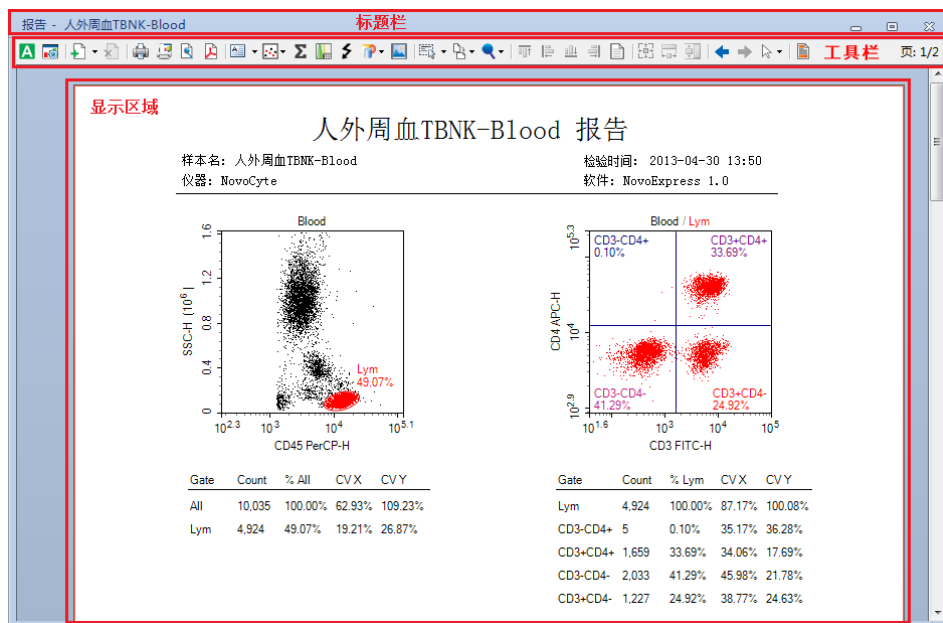 报告 - 人外周血TBNK-Blood
标题栏
工具栏
页: 1/2
显示区域
人外周血TBNK-Blood 报告
样本名: 人外周血TBNK-Blood
检验时间: 2013-04-30 13:50
仪器: NovoCyte
软件: NovoExpress 1.0
Blood
1.6
1.2
0.8
0.4
0
SSC-H [10^6]
Lym
49.07%
10^2.3 10^3 10^4 10^5.1
CD45 PerCP-H
Blood / Lym
10^5.3
10^4
10^2.9
CD4 APC-H
CD3-CD4+ CD3+CD4+
0.10% 33.69%
CD3-CD4- CD3+CD4-
41.29% 24.92%
10^1.6 10^3 10^4 10^5
CD3 FITC-H
Gate Count % All CV X CV Y
All 10,035 100.00% 62.93% 109.23%
Lym 4,924 49.07% 19.21% 26.87%
Gate Count % Lym CV X CV Y
Lym 4,924 100.00% 87.17% 100.08%
CD3-CD4+ 5 0.10% 35.17% 36.28%
CD3+CD4+ 1,659 33.69% 34.06% 17.69%
CD3-CD4- 2,033 41.29% 45.98% 21.78%
CD3+CD4- 1,227 24.92% 38.77% 24.63%